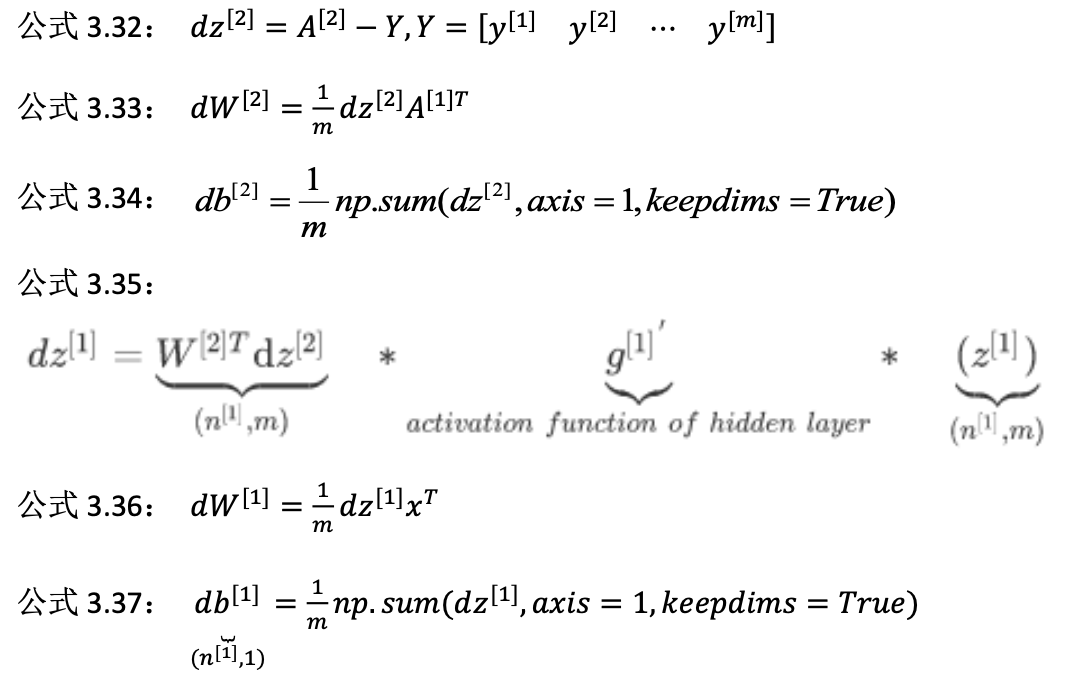 公式 3.32： dz^[2] = A^[2] − Y, Y = [y^[1] y^[2] ⋯ y^[m]]
公式 3.33： dW^[2] = 1/m dz^[2]A^[1]T
公式 3.34： db^[2] = 1/m np.sum(dz^[2], axis = 1, keepdims = True)
公式 3.35：
dz^[1] = W^[2]T dz^[2] * g^[1]′ * (z^[1])
(n^[1],m) activation function of hidden layer (n^[1],m)
公式 3.36： dW^[1] = 1/m dz^[1]x^T
公式 3.37： db^[1] = 1/m np.sum(dz^[1], axis = 1, keepdims = True)
(n^[1],1)